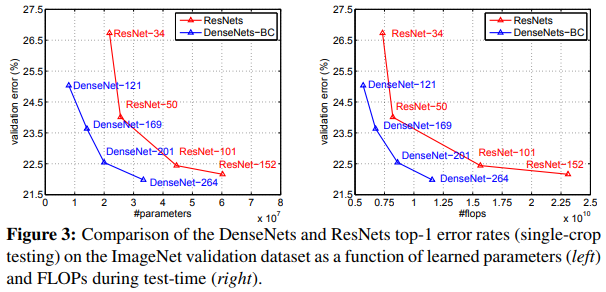 27.5
26.5
25.5
24.5
23.5
22.5
21.5
validation error (%)
ResNets
DenseNets−BC
ResNet−34
DenseNet−121
ResNet−50
DenseNet−169
DenseNet−201
ResNet−101
ResNet−152
DenseNet−264
0 1 2 3 4 5 6 7 8
#parameters
x 10^7
27.5
26.5
25.5
24.5
23.5
22.5
21.5
validation error (%)
ResNets
DenseNets−BC
ResNet−34
DenseNet−121
ResNet−50
DenseNet−169
DenseNet−201
ResNet−101
ResNet−152
DenseNet−264
0.5 0.75 1 1.25 1.5 1.75 2 2.25 2.5
#flops
x 10^10
Figure 3: Comparison of the DenseNets and ResNets top-1 error rates (single-crop
testing) on the ImageNet validation dataset as a function of learned parameters (left)
and FLOPs during test-time (right).